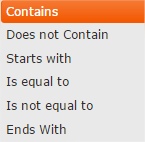 Contains
Does not Contain
Starts with
Is equal to
Is not equal to
Ends With